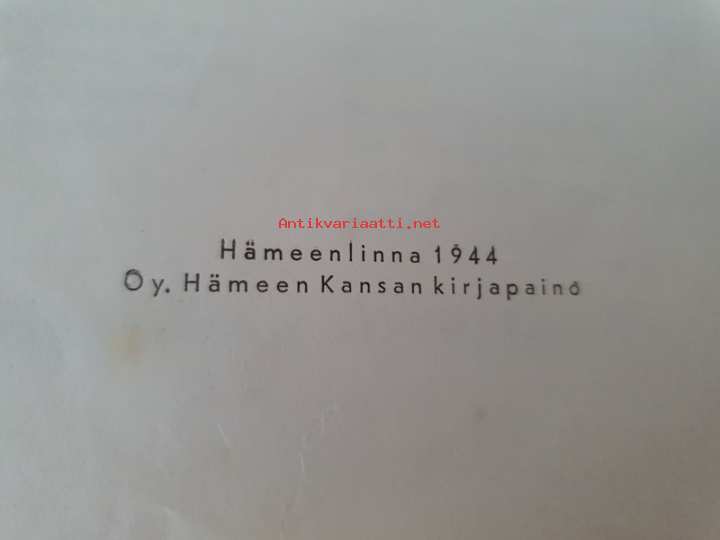 Antikvariaatti.net
Hämeenlinna 1944
Oy. Hämeen Kansan kirjapaino